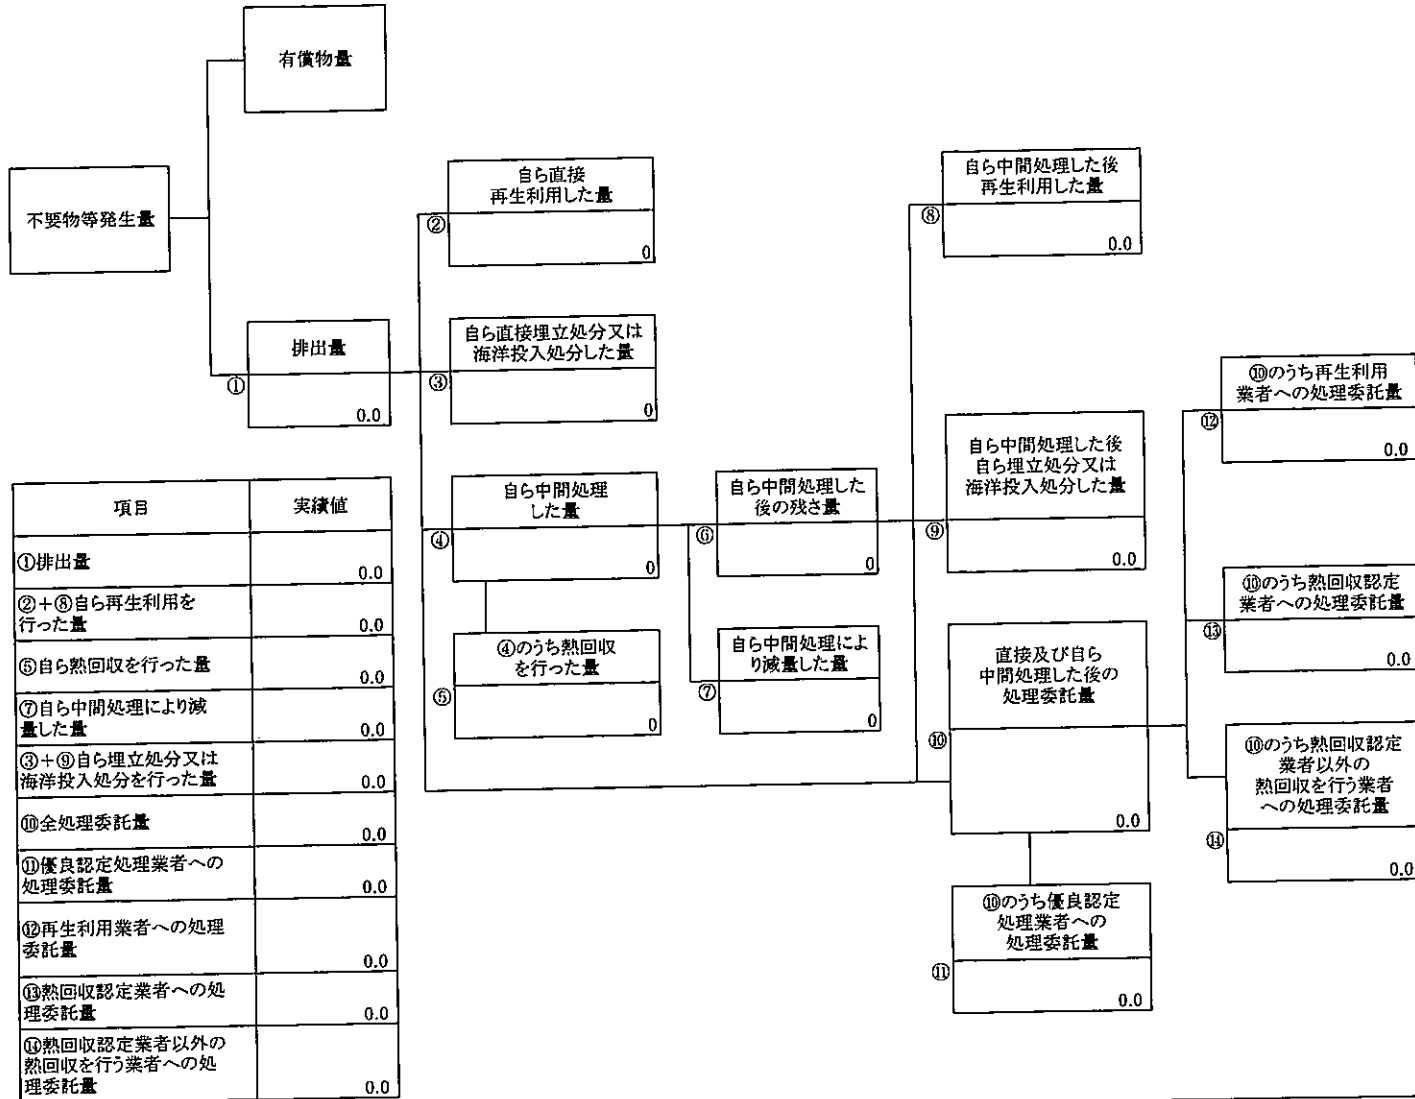 有償物量
不要物等発生量
排出量
①
0.0
自ら直接
再生利用した量
②
0
自ら直接埋立処分又は
海洋投入処分した量
③
0
自ら中間処理
した量
④
0
④のうち熱回収
を行った量
⑤
0
自ら中間処理した
後の残さ量
⑥
0
自ら中間処理によ
り減量した量
⑦
0
自ら中間処理した後
再生利用した量
⑧
0.0
自ら中間処理した後
自ら埋立処分又は
海洋投入処分した量
⑨
0.0
直接及び自ら
中間処理した後の
処理委託量
⑩
0.0
⑩のうち優良認定
処理業者への
処理委託量
⑪
0.0
⑩のうち再生利用
業者への処理委託量
⑫
0.0
⑩のうち熱回収認定
業者への処理委託量
⑬
0.0
⑩のうち熱回収認定
業者以外の
熱回収を行う業者
への処理委託量
⑭
0.0
項目 実績値
①排出量
0.0
②+⑧自ら再生利用を
行った量
0.0
⑤自ら熱回収を行った量
0.0
⑦自ら中間処理により減
量した量
0.0
③+⑨自ら埋立処分又は
海洋投入処分を行った量
0.0
⑩全処理委託量
0.0
⑪優良認定処理業者への
処理委託量
0.0
⑫再生利用業者への処理
委託量
0.0
⑬熱回収認定業者への処
理委託量
0.0
⑭熱回収認定業者以外の
熱回収を行う業者への処
理委託量
0.0